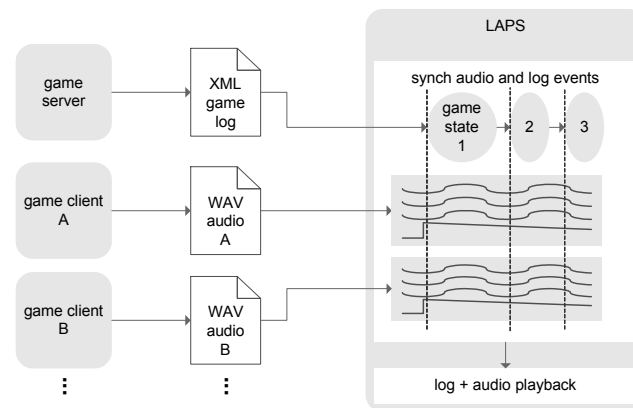 LAPS
game
server
XML
game
log
synch audio and log events
game
state
1
2
3
game client
A
WAV
audio
A
game client
B
WAV
audio
B
log + audio playback